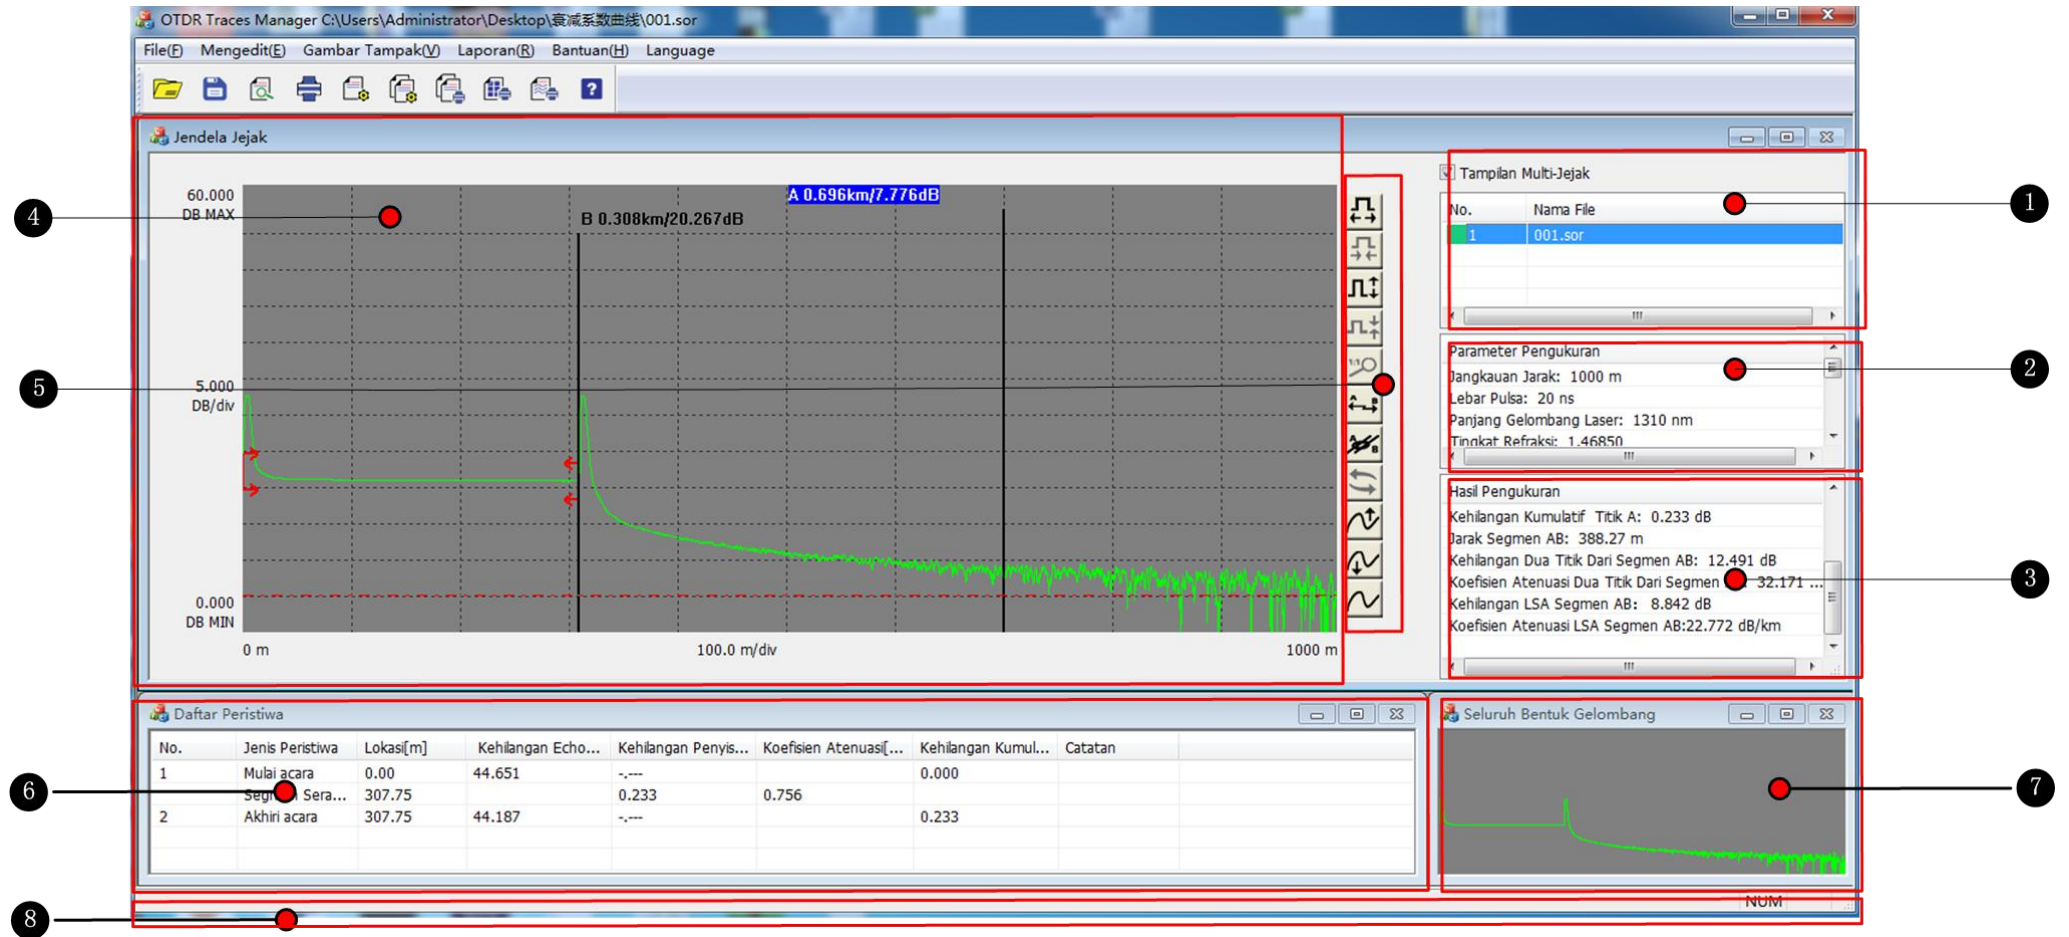 OTDR Traces Manager C:\Users\Administrator\Desktop\衰减系数曲线\001.sor
File(F) Mengedit(E) Gambar Tampak(V) Laporan(R) Bantuan(H) Language
Jendela Jejak
60.000
DB MAX
5.000
DB/div
0.000
DB MIN
A 0.696km/7.776dB
B 0.308km/20.267dB
0 m 100.0 m/div 1000 m
1:1
A B
A B
Tampilan Multi-Jejak
No. Nama File
1 001.sor
Parameter Pengukuran
Jangkauan Jarak: 1000 m
Lebar Pulsa: 20 ns
Panjang Gelombang Laser: 1310 nm
Tingkat Refraksi: 1.46850
Hasil Pengukuran
Kehilangan Kumulatif Titik A: 0.233 dB
Jarak Segmen AB: 388.27 m
Kehilangan Dua Titik Dari Segmen AB: 12.491 dB
Koefisien Atenuasi Dua Titik Dari Segmen 32.171 ...
Kehilangan LSA Segmen AB: 8.842 dB
Koefisien Atenuasi LSA Segmen AB:22.772 dB/km
Daftar Peristiwa
No. Jenis Peristiwa Lokasi[m] Kehilangan Echo... Kehilangan Penyis... Koefisien Atenuasi[... Kehilangan Kumul... Catatan
1 Mulai acara 0.00 44.651 -.--- 0.000
Sera... 307.75 0.233 0.756
2 Akhiri acara 307.75 44.187 -.--- 0.233
Seluruh Bentuk Gelombang
NUM
1
2
3
4
5
6
7
8